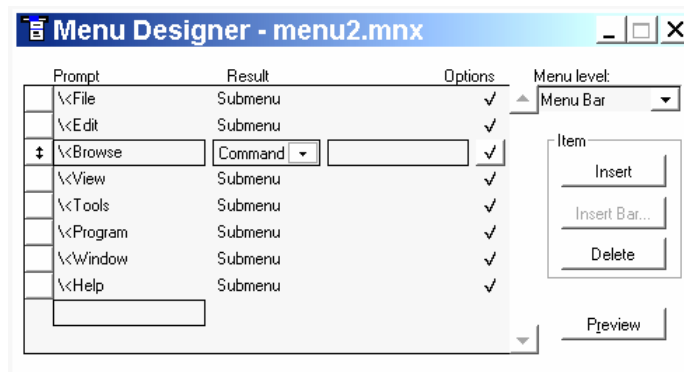 Menu Designer - menu2.mnx
Prompt Result Options Menu level:
\<File Submenu Menu Bar
\<Edit Submenu
Item
\<Browse Command
\<View Submenu Insert
\<Tools Submenu Insert Bar...
\<Program Submenu
\<Window Submenu Delete
\<Help Submenu
Preview